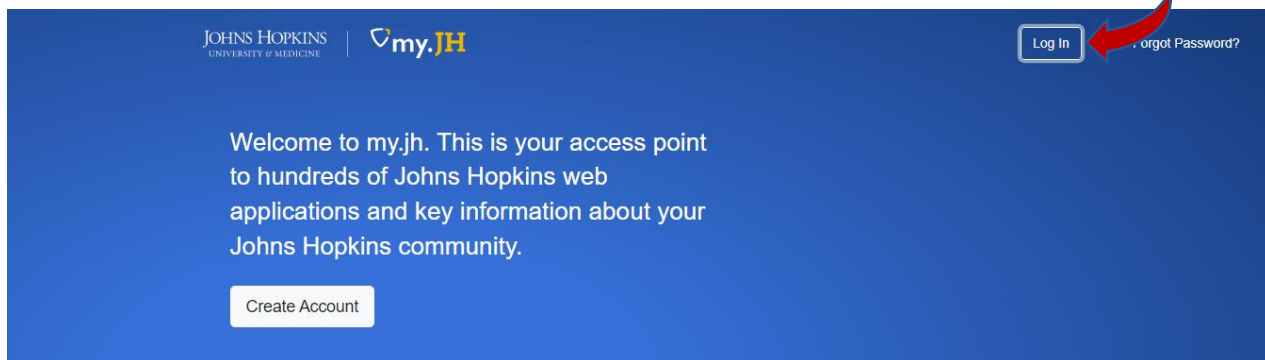 JOHNS HOPKINS
UNIVERSITY & MEDICINE
my.JH
Log In
Forgot Password?
Welcome to my.jh. This is your access point
to hundreds of Johns Hopkins web
applications and key information about your
Johns Hopkins community.
Create Account